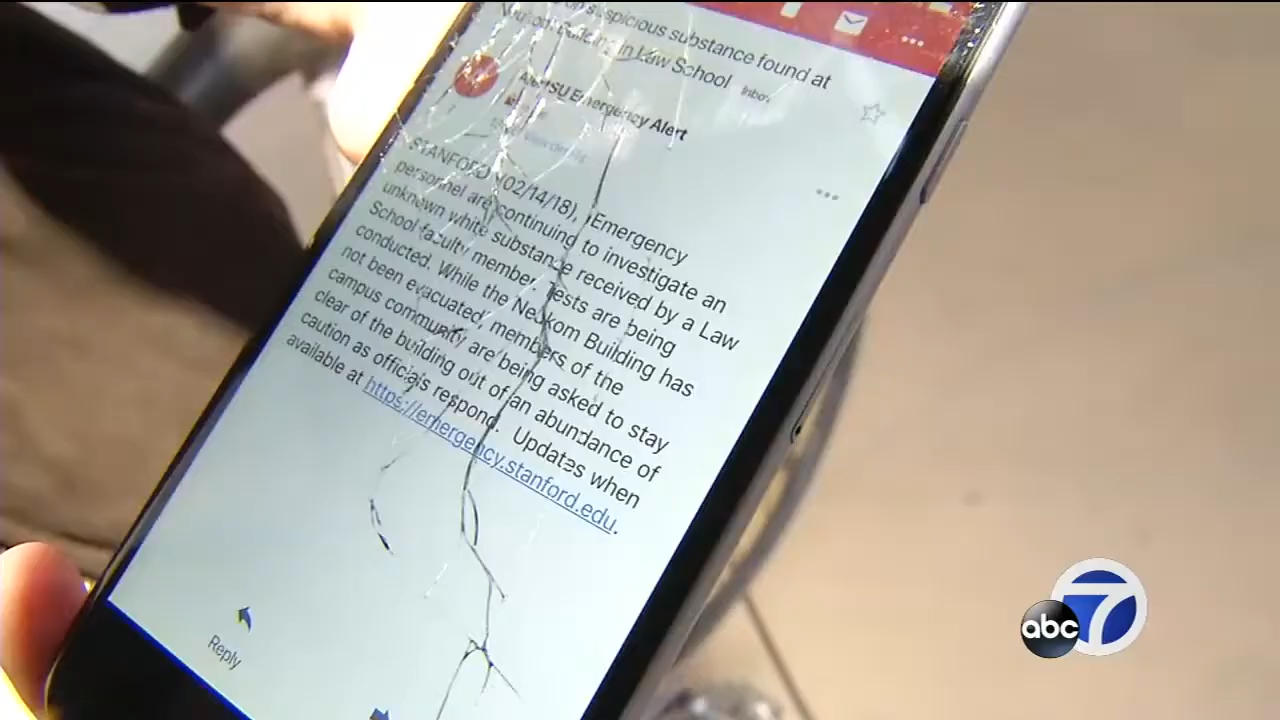 suspicious substance found at
Building in Law School Inbox
AlertSU Emergency Alert
STANFORD (02/14/18), Emergency
personnel are continuing to investigate an
unknown white substance received by a Law
School faculty member. Tests are being
conducted. While the Neukom Building has
not been evacuated, members of the
campus community are being asked to stay
clear of the building out of an abundance of
caution as officials respond. Updates when
available at https://emergency.stanford.edu.
Reply
abc 7